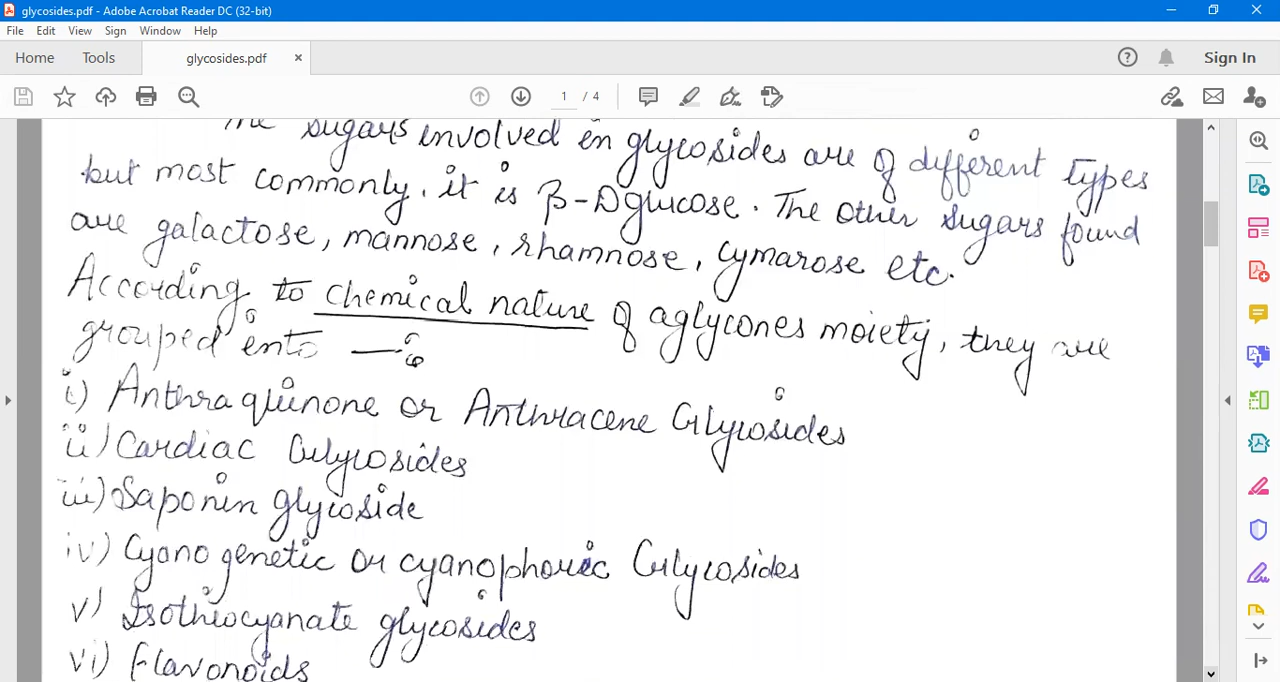 glycosides.pdf - Adobe Acrobat Reader DC (32-bit)
File Edit View Sign Window Help
Home Tools glycosides.pdf × Sign In
1 / 4
The sugars involved in glycosides are of different types
but most commonly, it is β-D glucose. The other sugars found
are galactose, mannose, rhamnose, cymarose etc.
According to chemical nature of aglycones moiety, they are
grouped into —
i) Anthraquinone or Anthracene Glycosides
ii) Cardiac Glycosides
iii) Saponin glycoside
iv) Cyanogenetic or cyanophoric Glycosides
v) Isothiocyanate glycosides
vi) Flavonoids